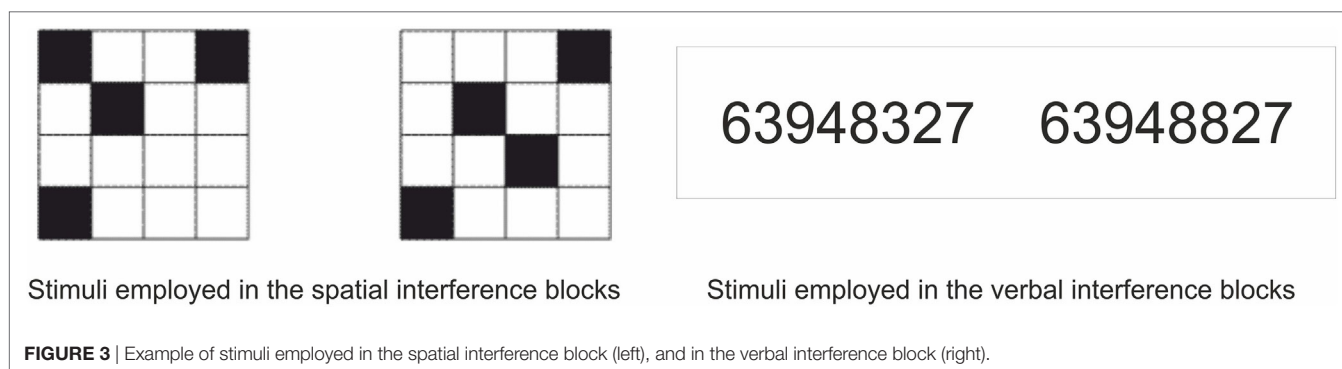 63948327 63948827
Stimuli employed in the spatial interference blocks
Stimuli employed in the verbal interference blocks
FIGURE 3 | Example of stimuli employed in the spatial interference block (left), and in the verbal interference block (right).